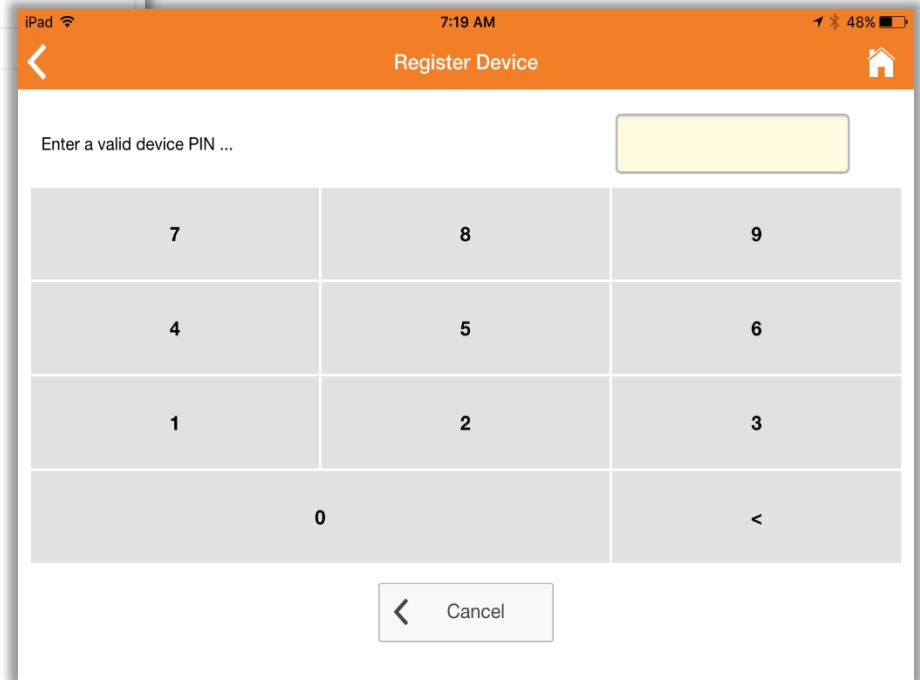 iPad 7:19 AM 48%
Register Device
Enter a valid device PIN ...
7 8 9
4 5 6
1 2 3
0 <
Cancel